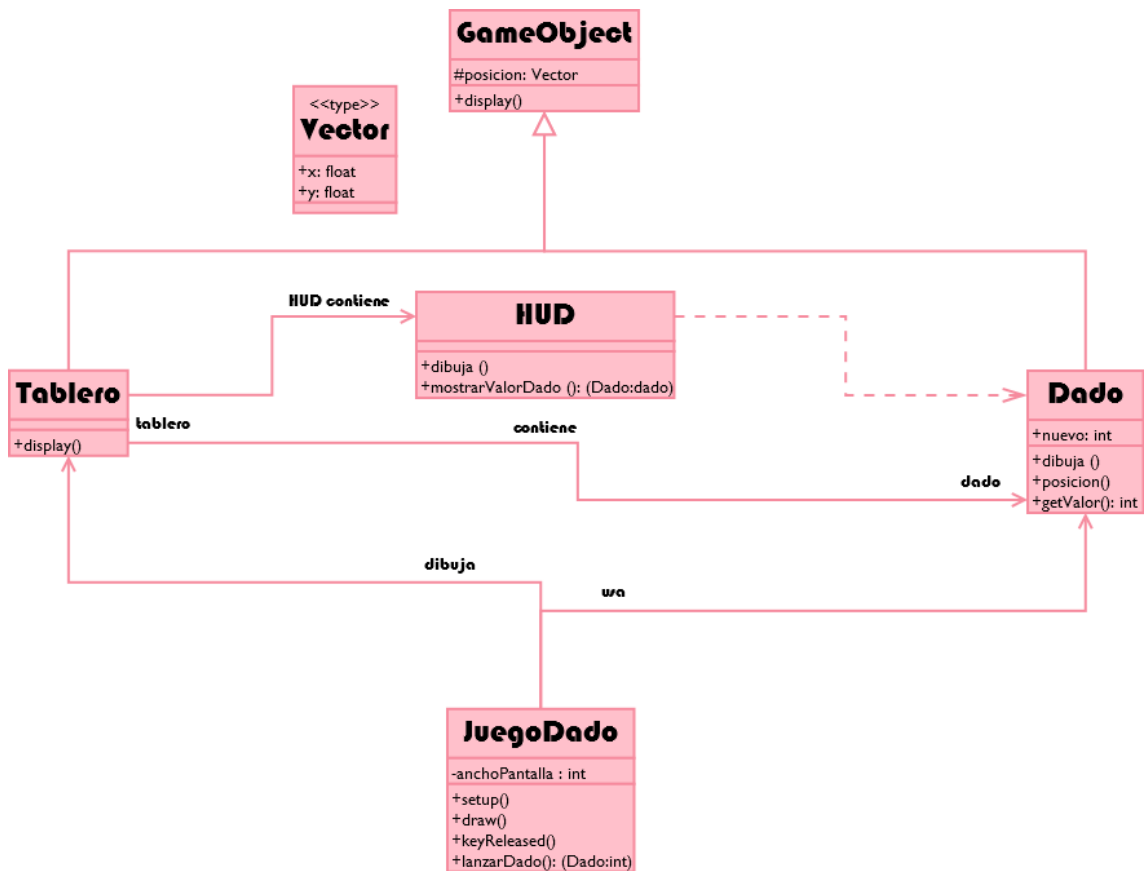 GameObject
#posicion: Vector
+display()
<<type>>
Vector
+x: float
+y: float
HUD contiene
HUD
+dibuja ()
+mostrarValorDado (): (Dado:dado)
Tablero
+display()
tablero
contiene
dado
Dado
+nuevo: int
+dibuja ()
+posicion()
+getValor(): int
dibuja
usa
JuegoDado
-anchoPantalla : int
+setup()
+draw()
+keyReleased()
+lanzarDado(): (Dado:int)